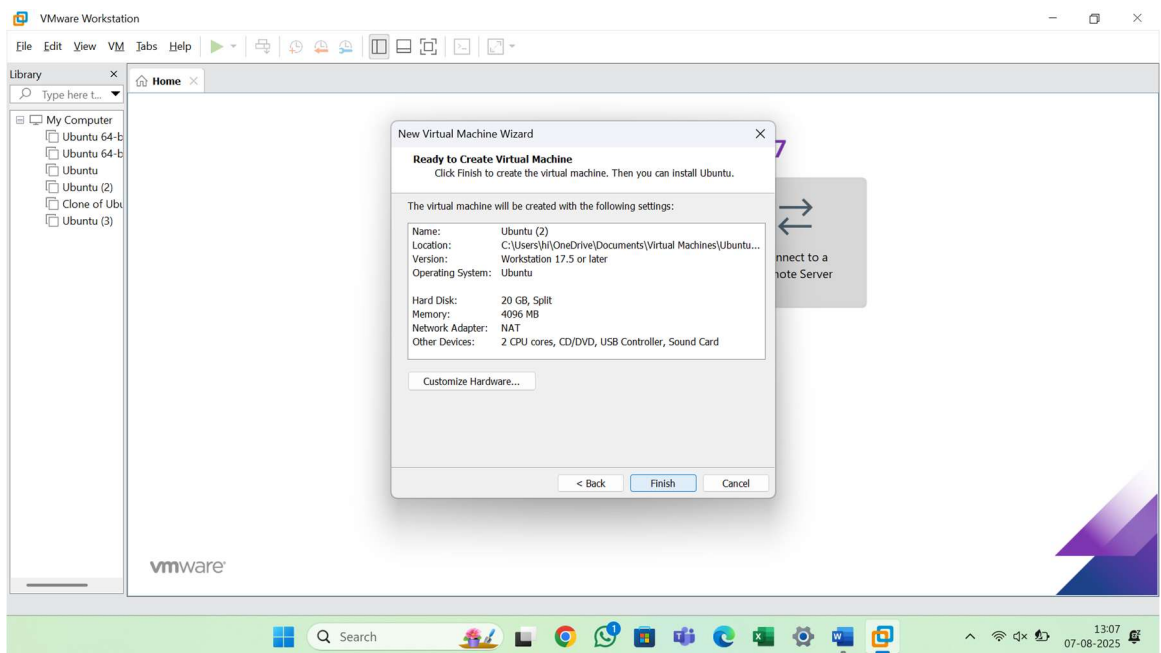 VMware Workstation
File Edit View VM Tabs Help
Library
Type here t...
My Computer
Ubuntu 64-b
Ubuntu 64-b
Ubuntu
Ubuntu (2)
Clone of Ubu
Ubuntu (3)
Home
7
nnect to a
note Server
New Virtual Machine Wizard
Ready to Create Virtual Machine
Click Finish to create the virtual machine. Then you can install Ubuntu.
The virtual machine will be created with the following settings:
Name: Ubuntu (2)
Location: C:\Users\hi\OneDrive\Documents\Virtual Machines\Ubuntu...
Version: Workstation 17.5 or later
Operating System: Ubuntu
Hard Disk: 20 GB, Split
Memory: 4096 MB
Network Adapter: NAT
Other Devices: 2 CPU cores, CD/DVD, USB Controller, Sound Card
Customize Hardware...
< Back Finish Cancel
vmware
Search
1
13:07
07-08-2025